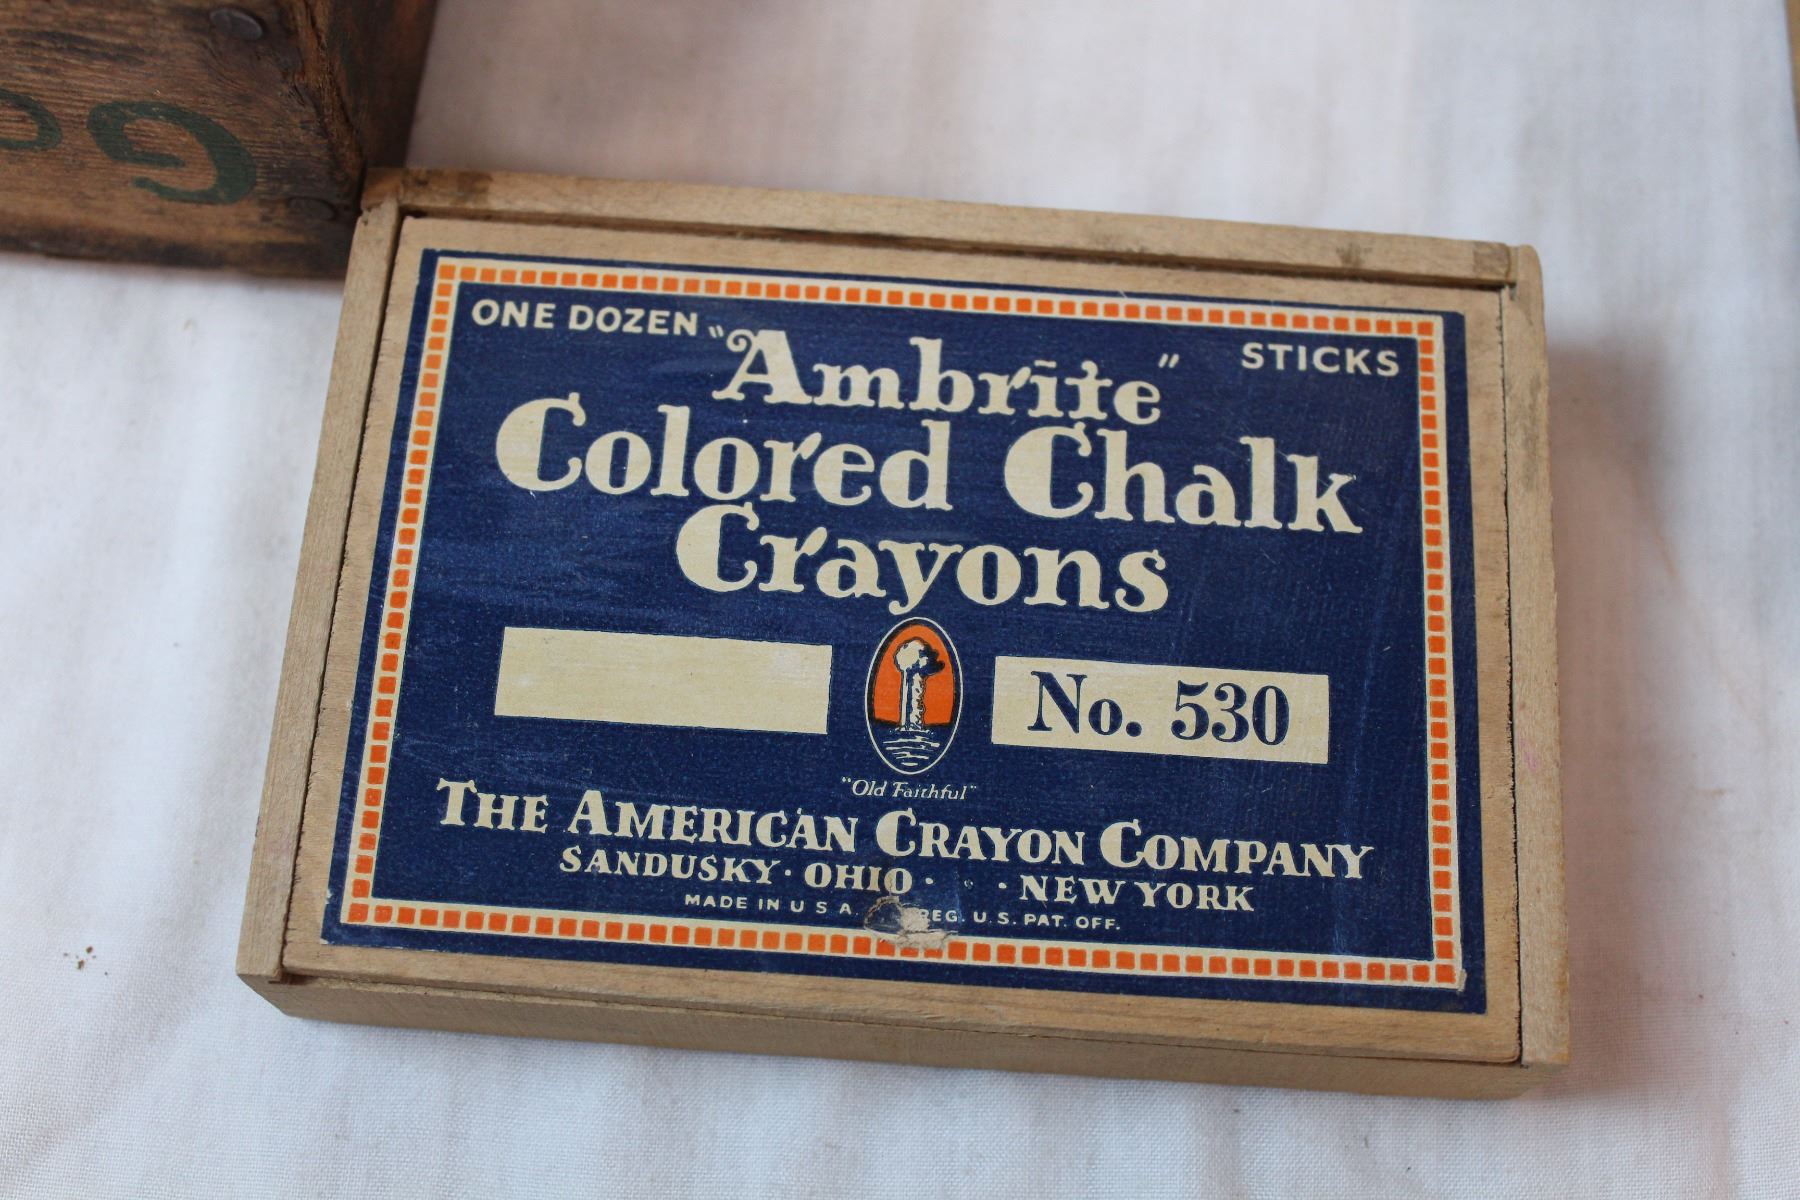 ONE DOZEN "Ambrite" STICKS
Colored Chalk
Crayons
No. 530
"Old Faithful"
THE AMERICAN CRAYON COMPANY
SANDUSKY · OHIO · · NEW YORK
MADE IN U S A. REG. U.S. PAT. OFF.